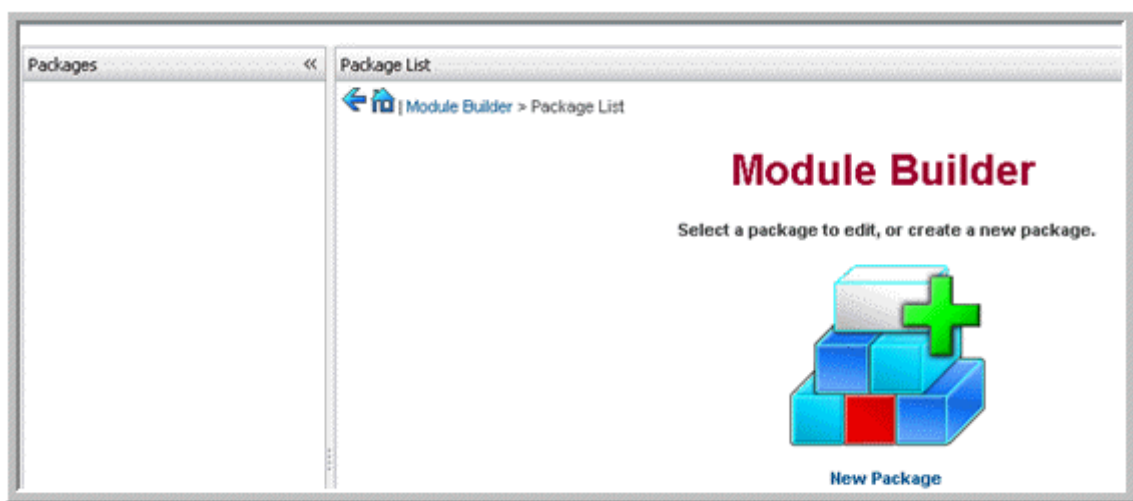 Packages «
Package List
| Module Builder > Package List
Module Builder
Select a package to edit, or create a new package.
New Package